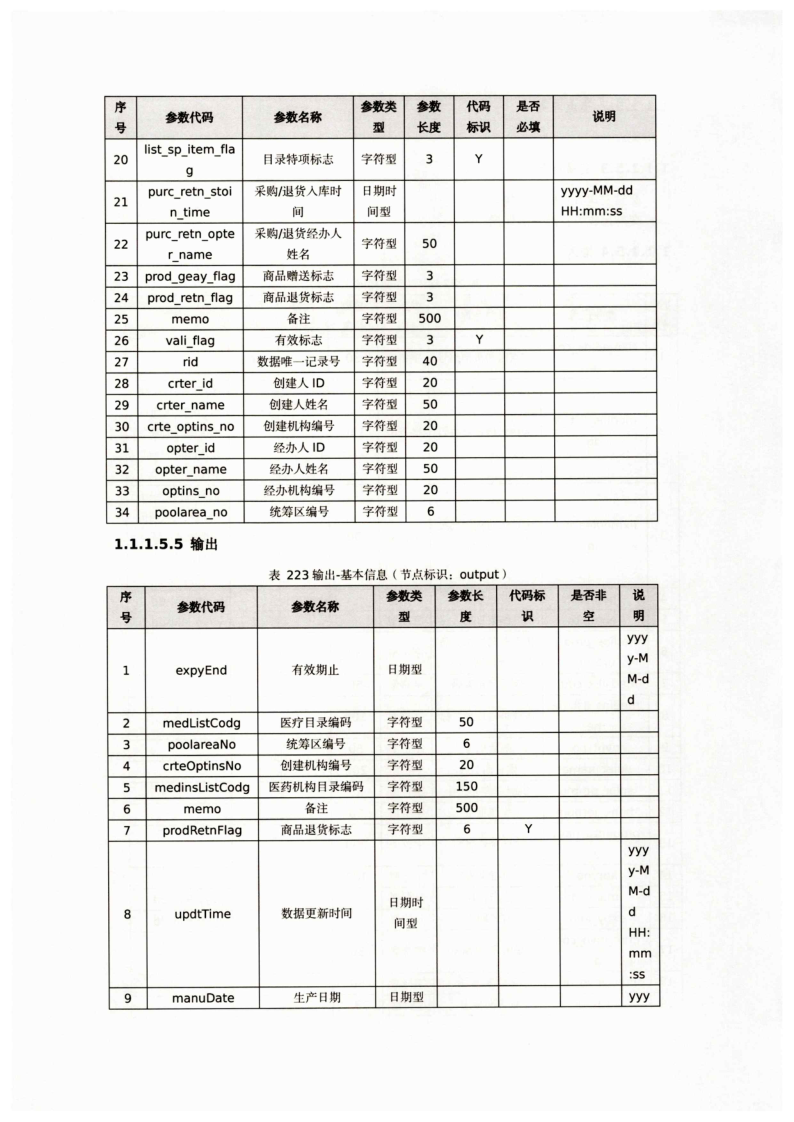 序号 参数代码 参数名称 参数类型 参数长度 代码标识 是否必填 说明
20 list_sp_item_flag 目录特项标志 字符型 3 Y
21 purc_retn_stoin_time 采购/退货入库时间 日期时间型 yyyy-MM-dd HH:mm:ss
22 purc_retn_opter_name 采购/退货经办人姓名 字符型 50
23 prod_geay_flag 商品赠送标志 字符型 3
24 prod_retn_flag 商品退货标志 字符型 3
25 memo 备注 字符型 500
26 vali_flag 有效标志 字符型 3 Y
27 rid 数据唯一记录号 字符型 40
28 crter_id 创建人 ID 字符型 20
29 crter_name 创建人姓名 字符型 50
30 crte_optins_no 创建机构编号 字符型 20
31 opter_id 经办人 ID 字符型 20
32 opter_name 经办人姓名 字符型 50
33 optins_no 经办机构编号 字符型 20
34 poolarea_no 统筹区编号 字符型 6
1.1.1.5.5 输出
表 223 输出-基本信息（节点标识：output）
序号 参数代码 参数名称 参数类型 参数长度 代码标识 是否非空 说明
1 expyEnd 有效期止 日期型 yyyy-MM-dd
2 medListCodg 医疗目录编码 字符型 50
3 poolareaNo 统筹区编号 字符型 6
4 crteOptinsNo 创建机构编号 字符型 20
5 medinsListCodg 医药机构目录编码 字符型 150
6 memo 备注 字符型 500
7 prodRetnFlag 商品退货标志 字符型 6 Y
8 updtTime 数据更新时间 日期时间型 yyyy-MM-dd HH:mm:ss
9 manuDate 生产日期 日期型 yyy